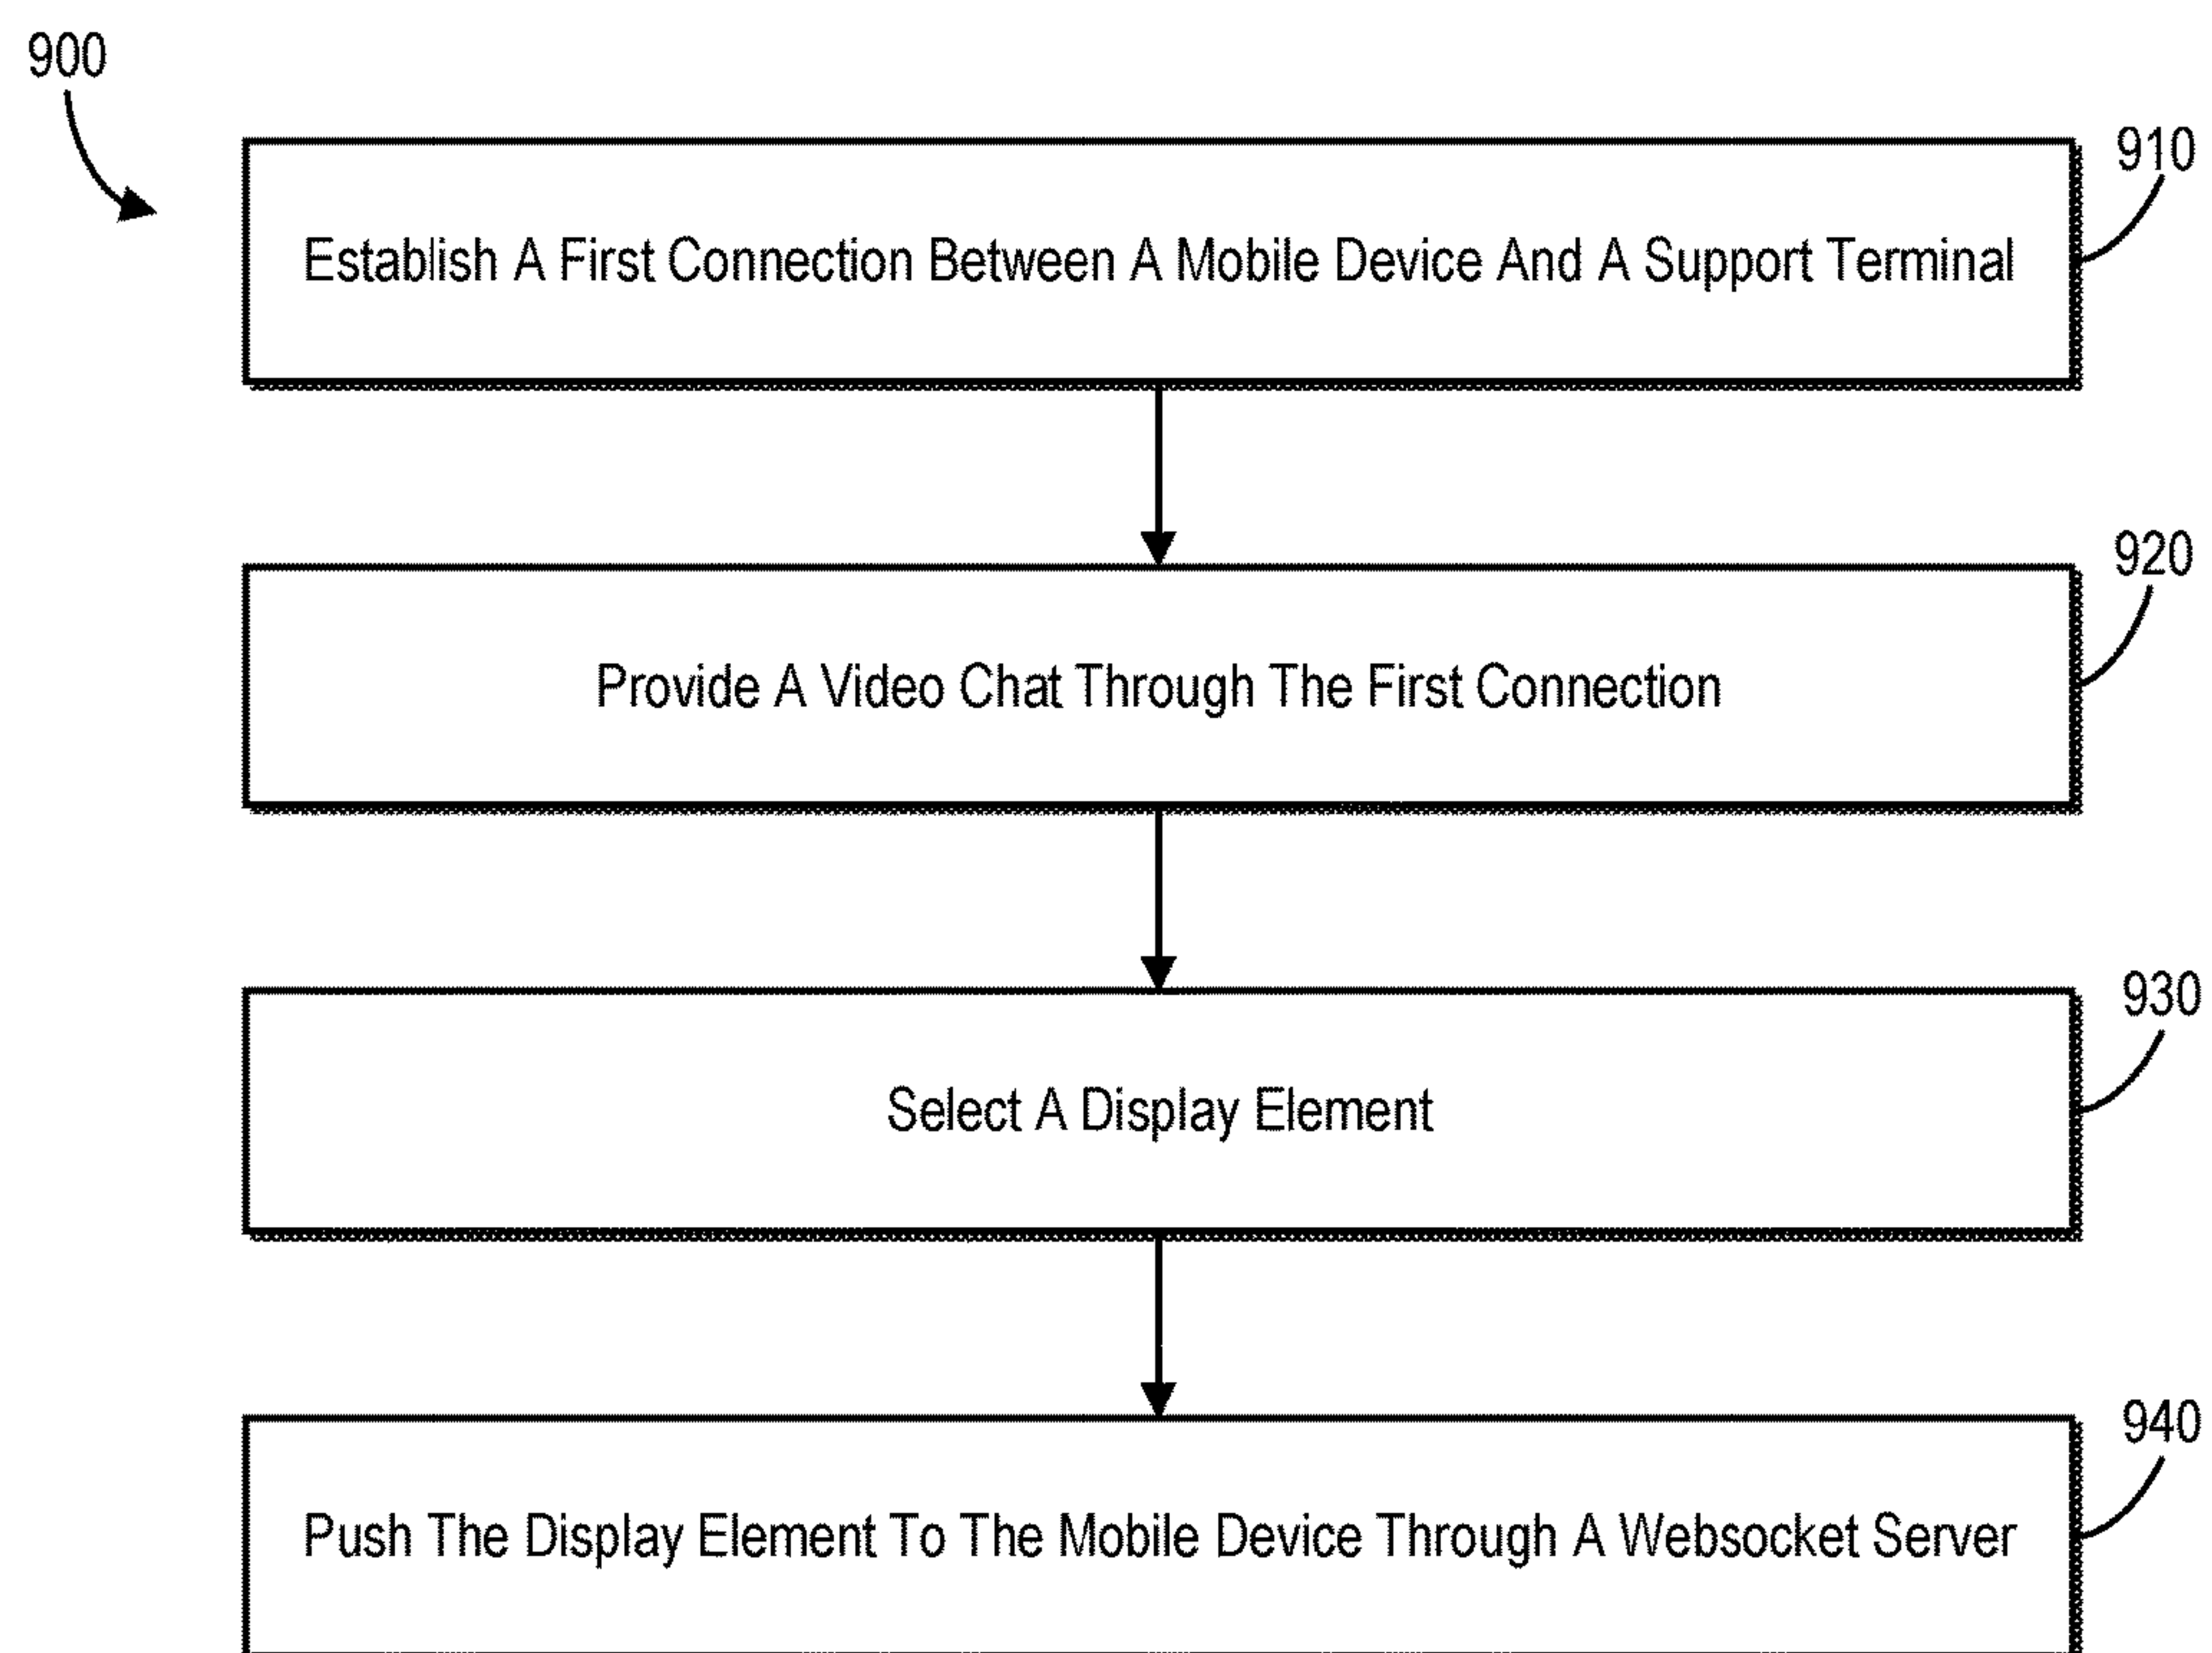 900
910
Establish A First Connection Between A Mobile Device And A Support Terminal
920
Provide A Video Chat Through The First Connection
930
Select A Display Element
940
Push The Display Element To The Mobile Device Through A Websocket Server